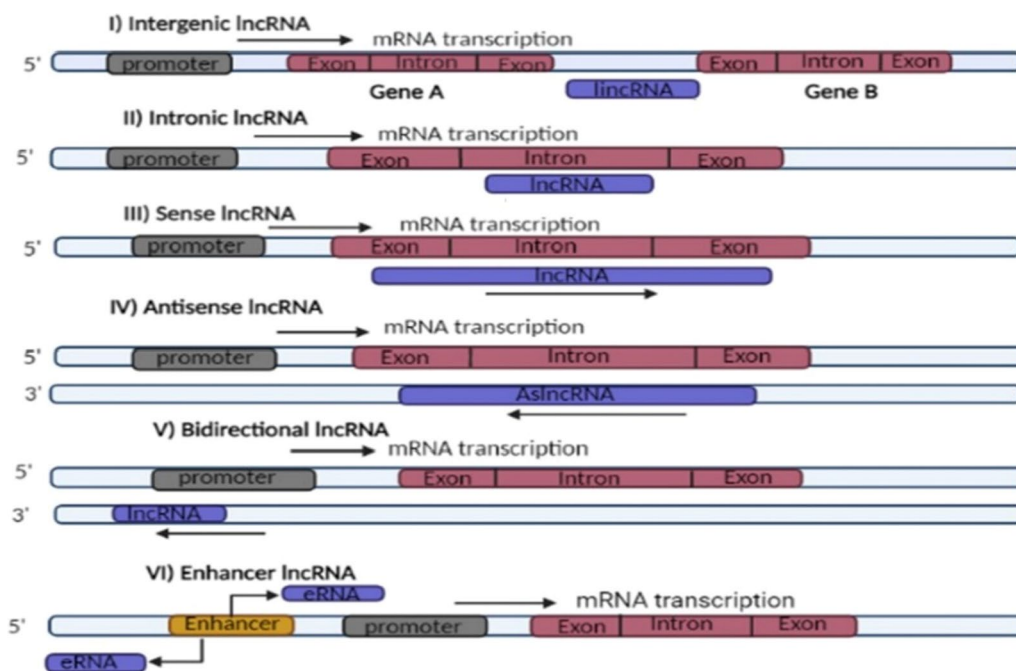 I) Intergenic lncRNA
mRNA transcription
5' promoter Exon Intron Exon Exon Intron Exon
Gene A lincRNA Gene B
II) Intronic lncRNA
mRNA transcription
5' promoter Exon Intron Exon
lncRNA
III) Sense lncRNA
mRNA transcription
5' promoter Exon Intron Exon
lncRNA
IV) Antisense lncRNA
mRNA transcription
5' promoter Exon Intron Exon
3' AslncRNA
V) Bidirectional lncRNA
mRNA transcription
5' promoter Exon Intron Exon
3' lncRNA
VI) Enhancer lncRNA
eRNA mRNA transcription
5' Enhancer promoter Exon Intron Exon
eRNA